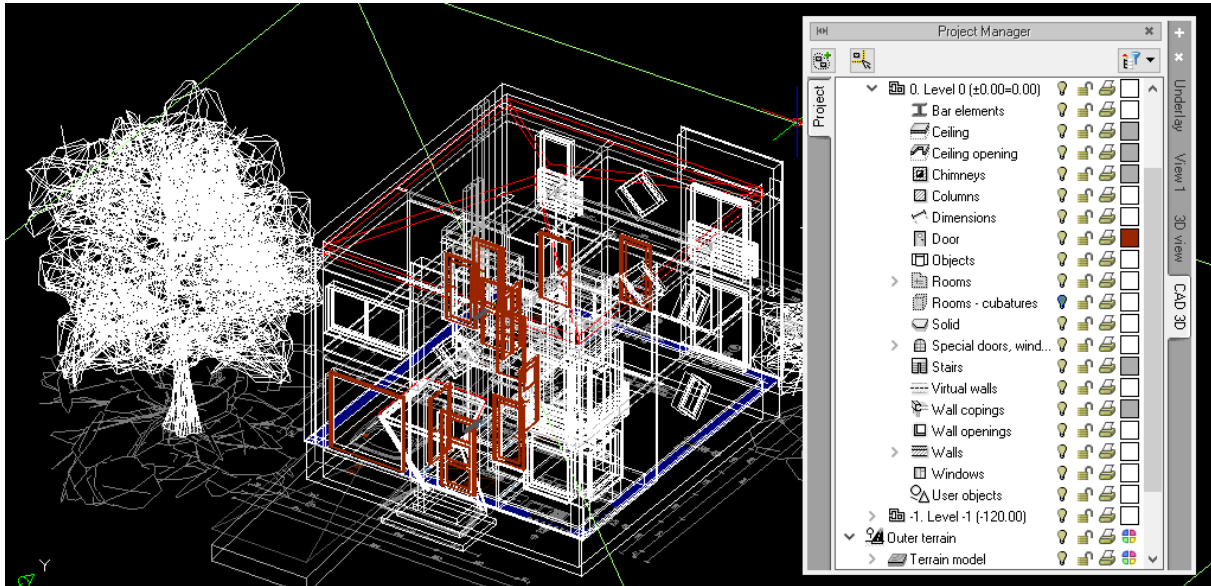 Project Manager
Project
0. Level 0 (±0.00=0.00)
Bar elements
Ceiling
Ceiling opening
Chimneys
Columns
Dimensions
Door
Objects
Rooms
Rooms - cubatures
Solid
Special doors, wind...
Stairs
Virtual walls
Wall copings
Wall openings
Walls
Windows
User objects
-1. Level -1 (-120.00)
Outer terrain
Terrain model
Underlay
View 1
3D view
CAD 3D
Y